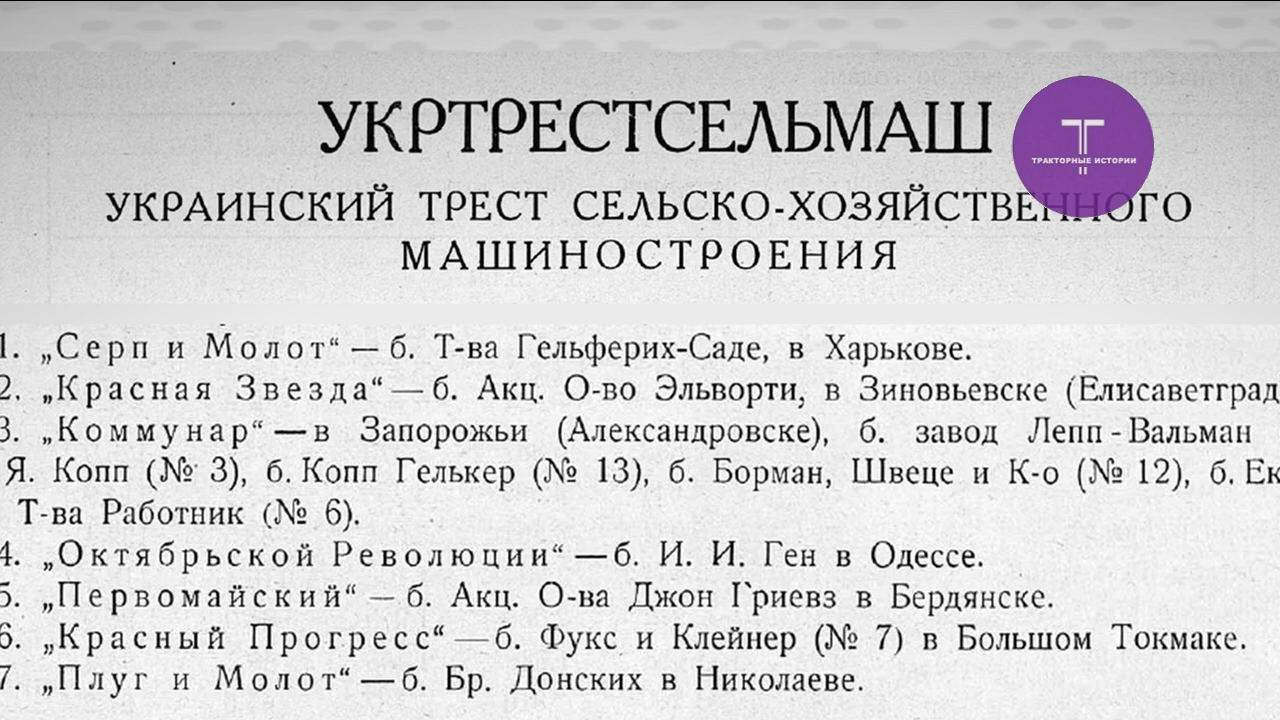 УКРТРЕСТСЕЛЬМАШ
ТРАКТОРНЫЕ ИСТОРИИ
УКРАИНСКИЙ ТРЕСТ СЕЛЬСКО-ХОЗЯЙСТВЕННОГО
МАШИНОСТРОЕНИЯ
1. „Серп и Молот“ — б. Т-ва Гельферих-Саде, в Харькове.
2. „Красная Звезда“ — б. Акц. О-во Эльворти, в Зиновьевске (Елисаветград
3. „Коммунар“ — в Запорожьи (Александровске), б. завод Лепп-Вальман
Я. Копп (№ 3), б. Копп Гелькер (№ 13), б. Борман, Швеце и К-о (№ 12), б. Ек
Т-ва Работник (№ 6).
4. „Октябрьской Революции“ — б. И. И. Ген в Одессе.
5. „Первомайский“ — б. Акц. О-ва Джон Гриевз в Бердянске.
6. „Красный Прогресс“ — б. Фукс и Клейнер (№ 7) в Большом Токмаке.
7. „Плуг и Молот“ — б. Бр. Донских в Николаеве.